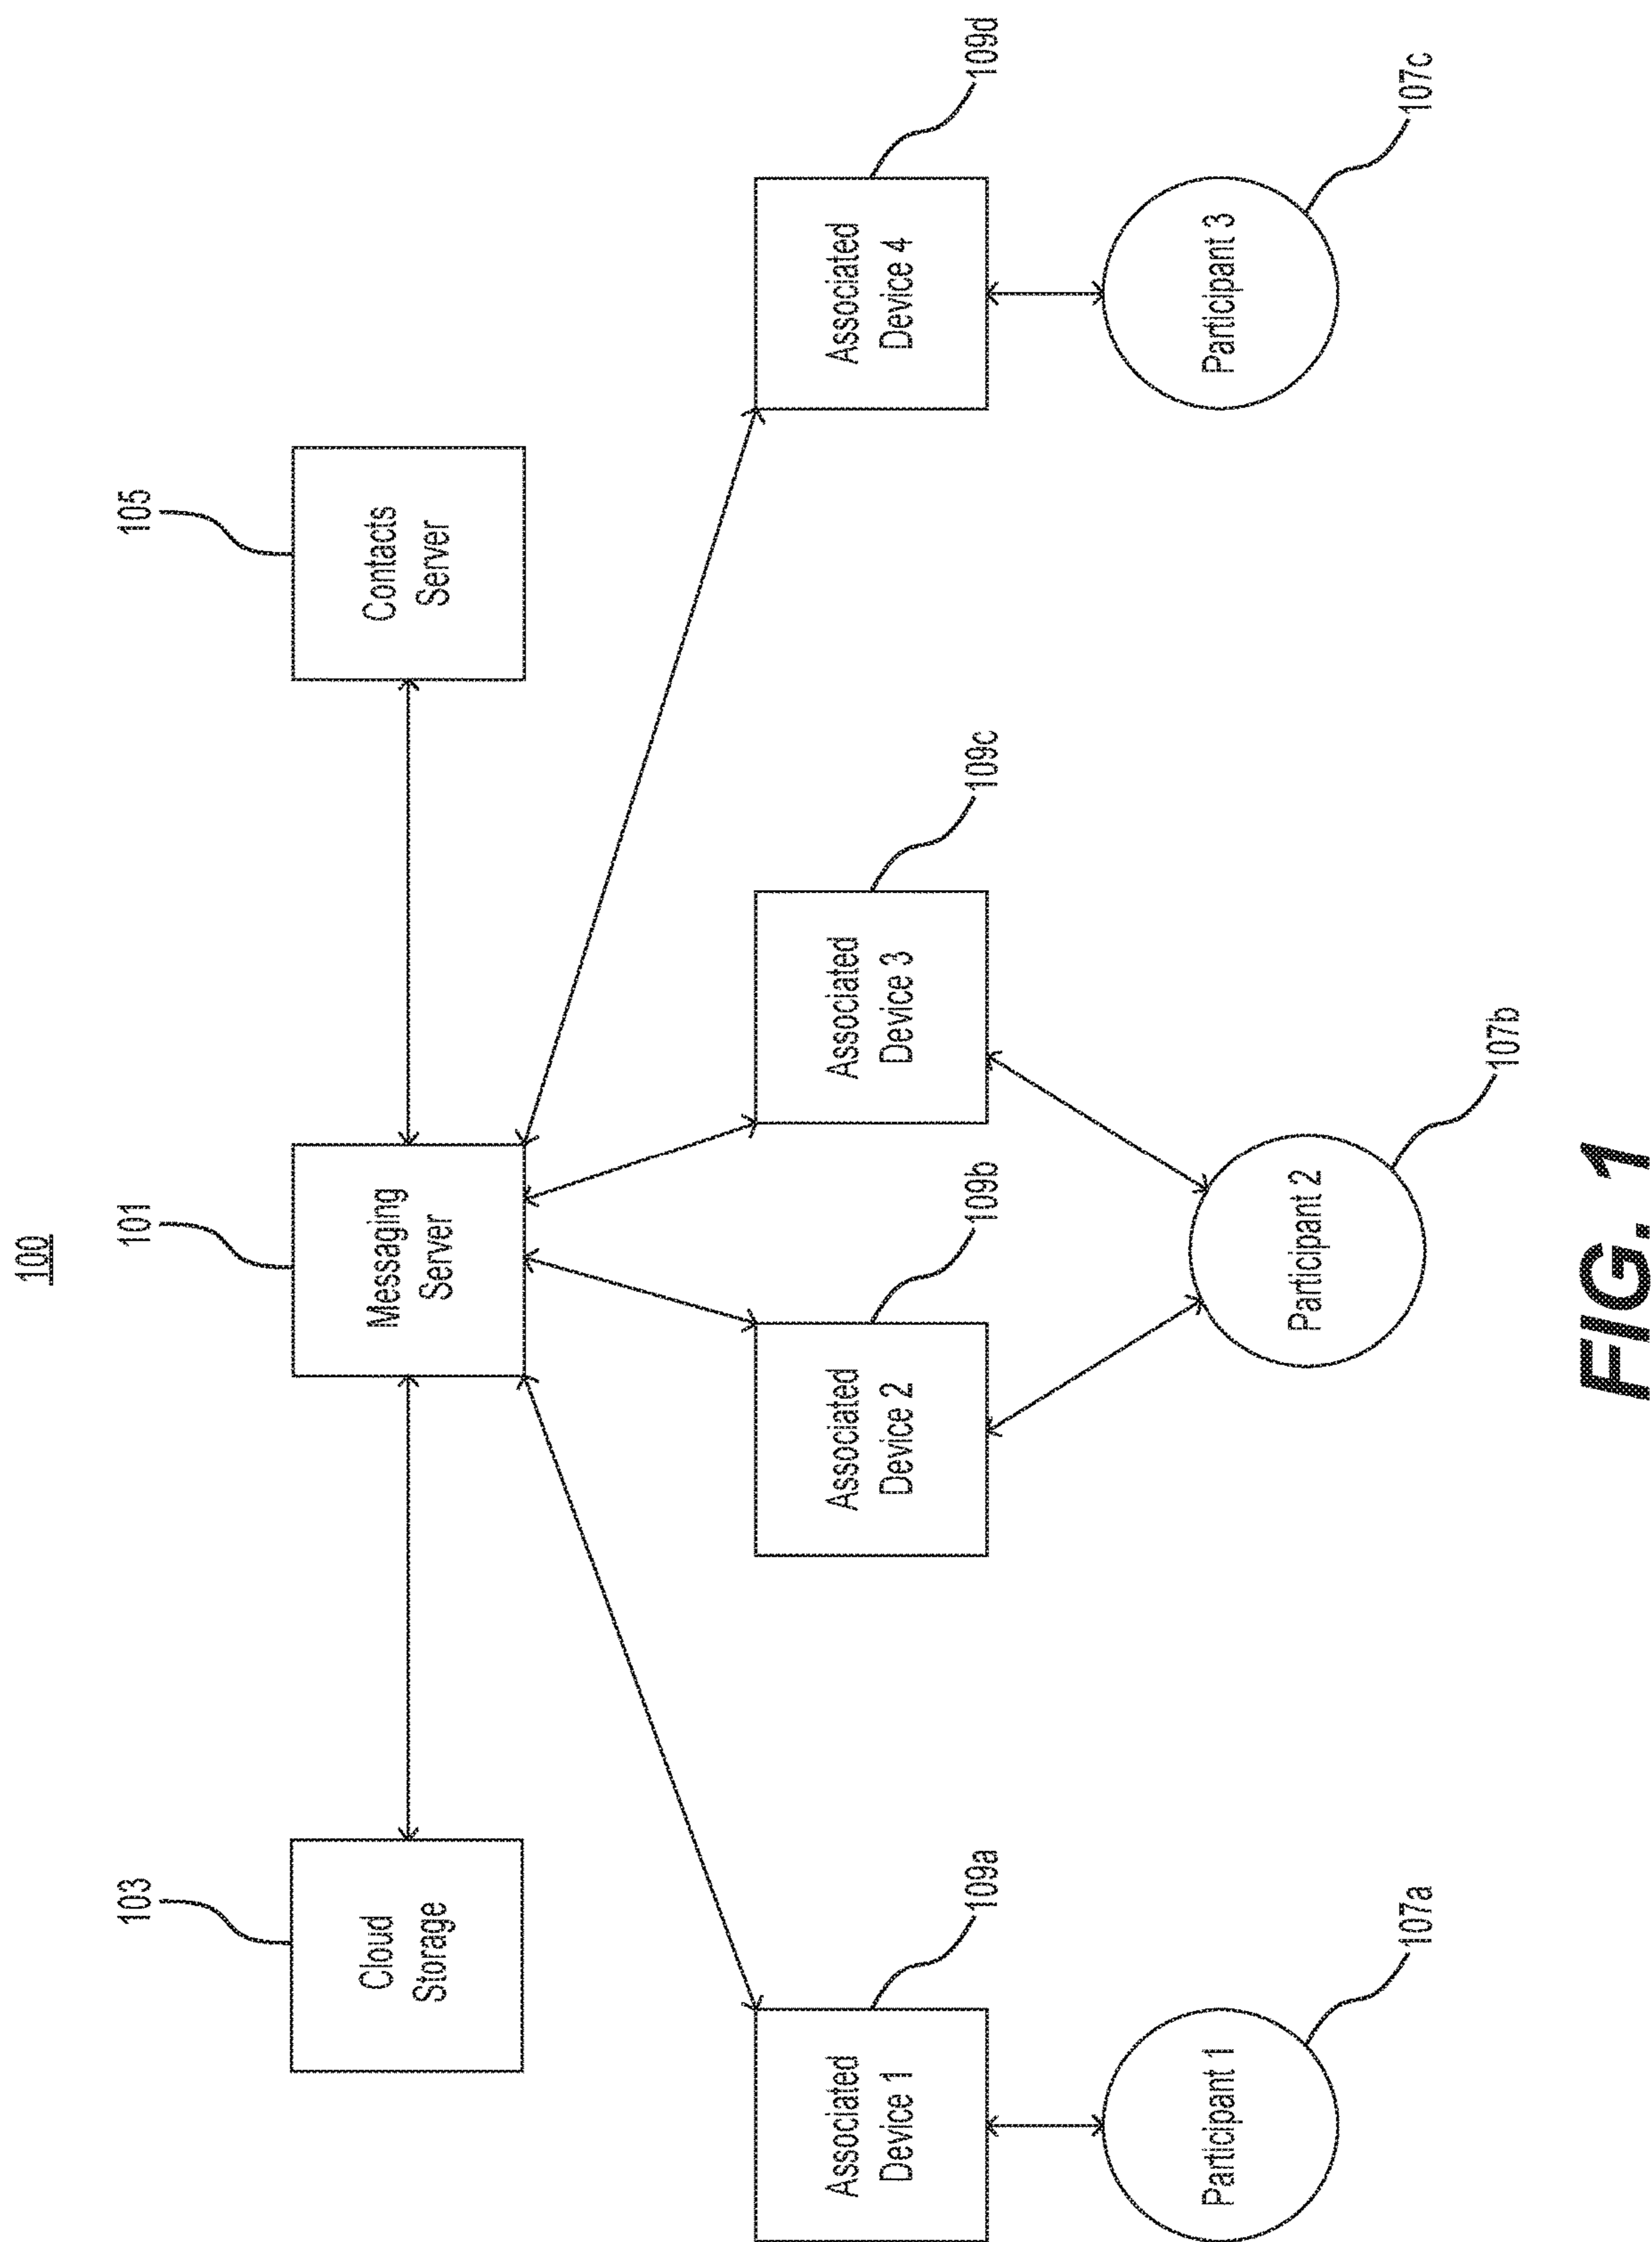 100
101
103
105
Messaging
Server
Cloud
Storage
Contacts
Server
109a
109b
109c
109d
Associated
Device 1
Associated
Device 2
Associated
Device 3
Associated
Device 4
Participant 1
107a
Participant 2
107b
Participant 3
107c
FIG. 1